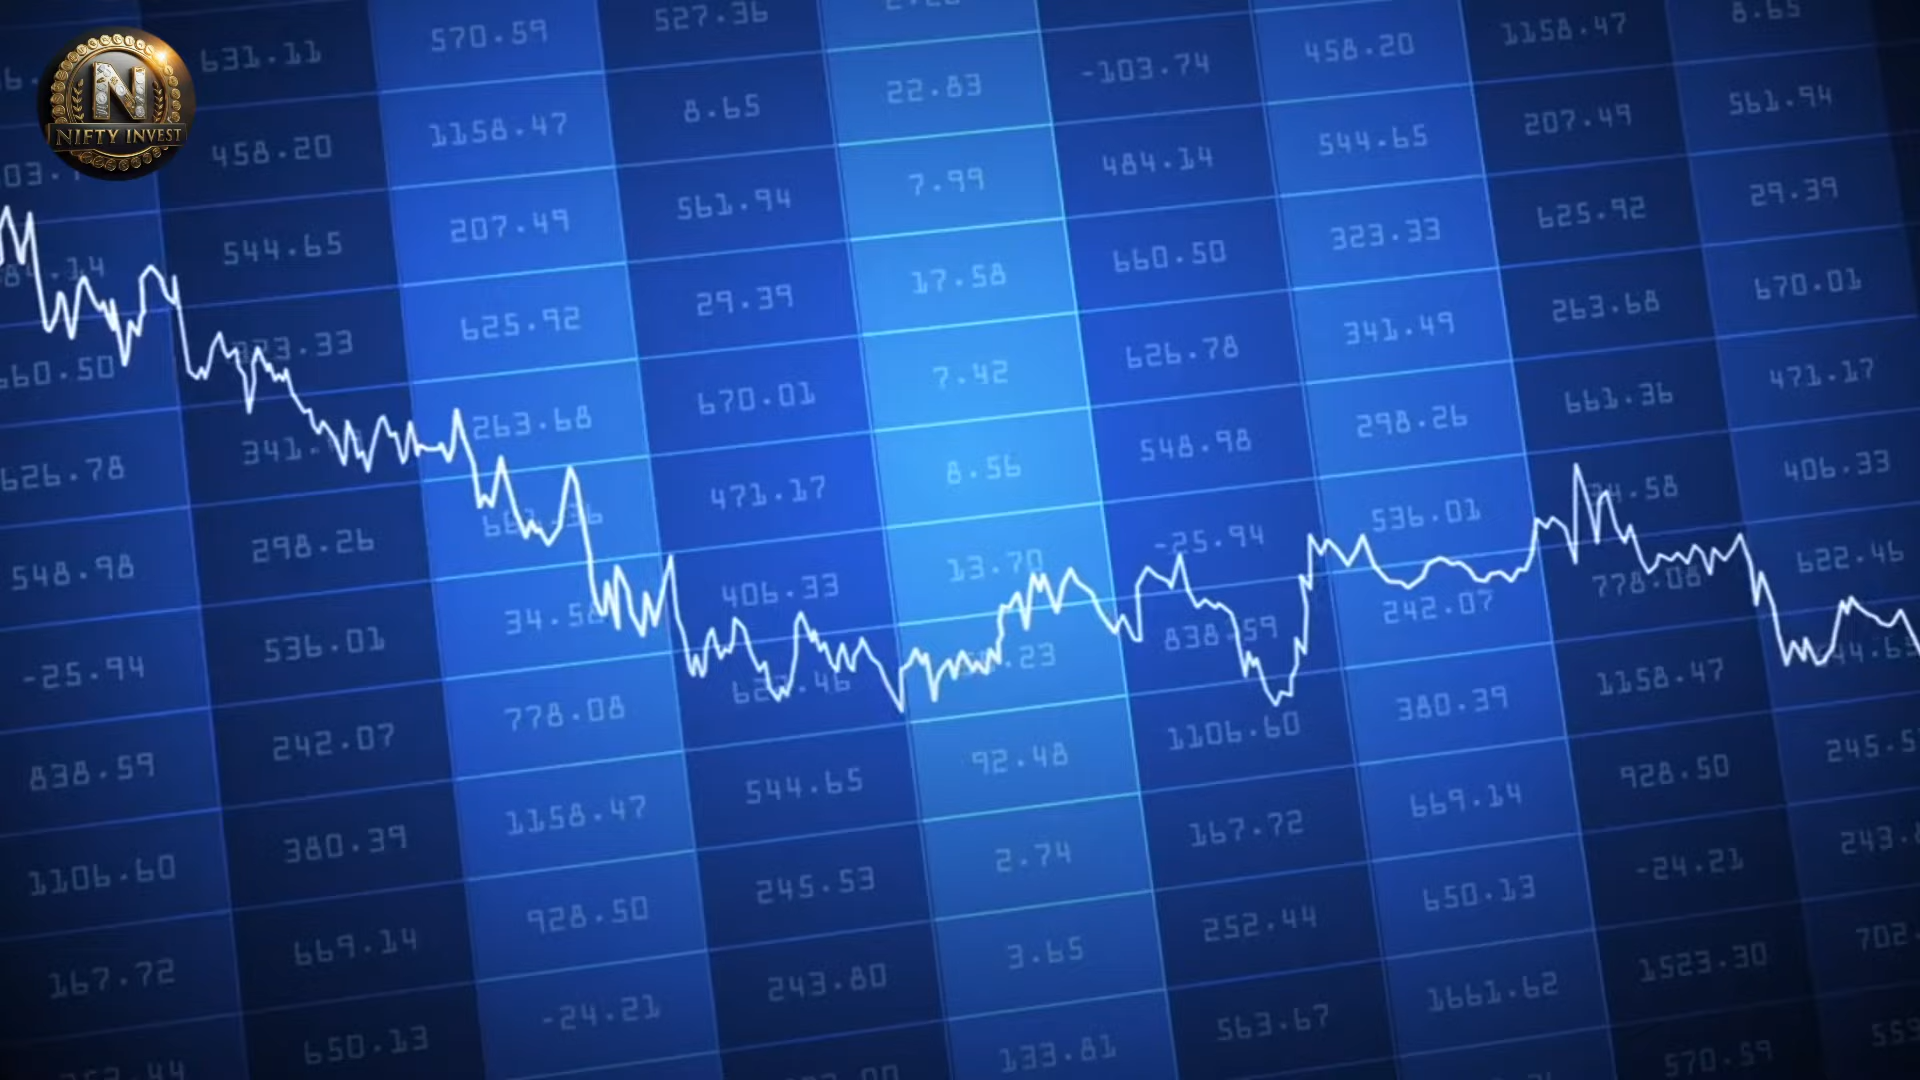 NIFTY INVEST
631.11 570.59 527.36 458.20 1158.47 8.65
458.20 1158.47 8.65 22.83 -103.74 544.65 207.49 561.94
544.65 207.49 561.94 7.99 484.14 323.33 625.92 29.39
625.92 29.39 17.58 660.50 341.49 263.68 670.01
660.50 263.68 670.01 7.42 626.78 298.26 661.36 471.17
626.78 471.17 8.56 548.98 536.01 406.33
548.98 298.26 406.33 13.70 -25.94 242.07 778.08 622.46
-25.94 536.01 838.59 380.39 1158.47
838.59 242.07 778.08 92.48 1106.60 669.14 928.50
1106.60 380.39 1158.47 544.65 2.74 167.72 650.13 -24.21
167.72 669.14 928.50 245.53 3.65 252.44 1661.62 1523.30
650.13 -24.21 243.80 133.81 563.67 570.59